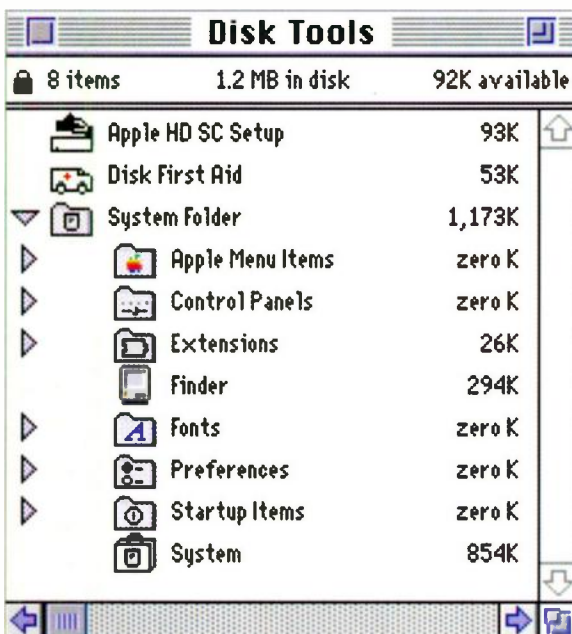 Disk Tools
8 items 1.2 MB in disk 92K available
Apple HD SC Setup 93K
Disk First Aid 53K
System Folder 1,173K
Apple Menu Items zero K
Control Panels zero K
Extensions 26K
Finder 294K
Fonts zero K
Preferences zero K
Startup Items zero K
System 854K